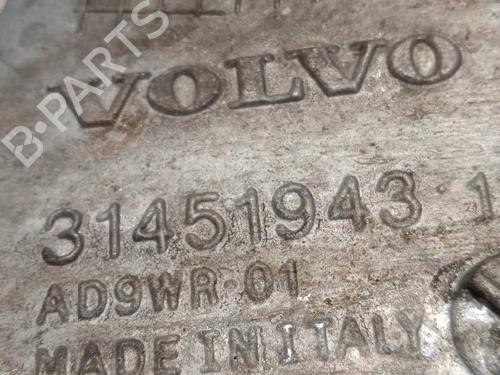 VOLVO
31451943 1
AD9WR-01
MADE IN ITALY
B-PARTS